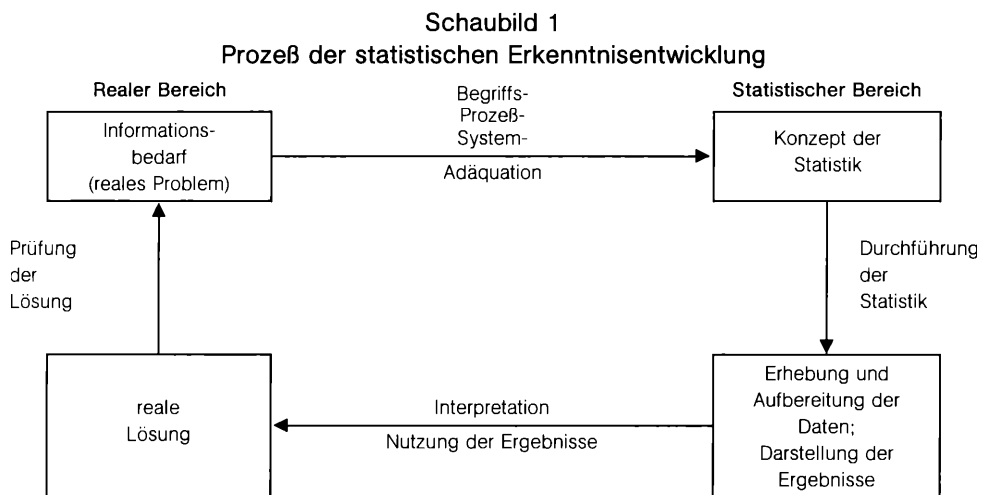 Schaubild 1
Prozeß der statistischen Erkenntnisentwicklung
Realer Bereich
Statistischer Bereich
Informations-
bedarf
(reales Problem)
Begriffs-
Prozeß-
System-
Adäquation
Konzept der
Statistik
Prüfung
der
Lösung
Durchführung
der
Statistik
reale
Lösung
Interpretation
Nutzung der Ergebnisse
Erhebung und
Aufbereitung der
Daten;
Darstellung der
Ergebnisse